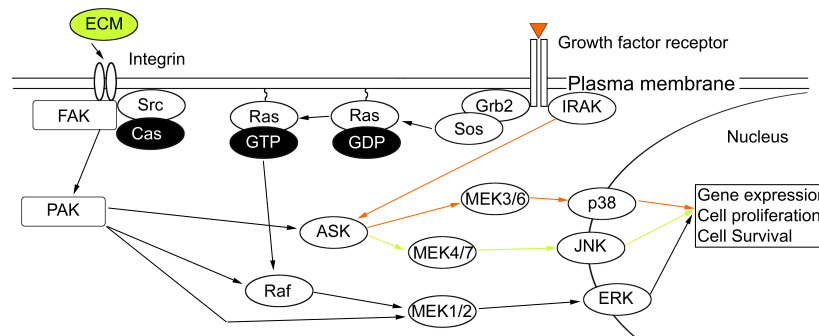 ECM
Integrin
Growth factor receptor
Plasma membrane
FAK
Src
Cas
Ras
GTP
Ras
GDP
Grb2
Sos
IRAK
Nucleus
PAK
ASK
MEK3/6
p38
MEK4/7
JNK
Raf
MEK1/2
ERK
Gene expression
Cell proliferation
Cell Survival